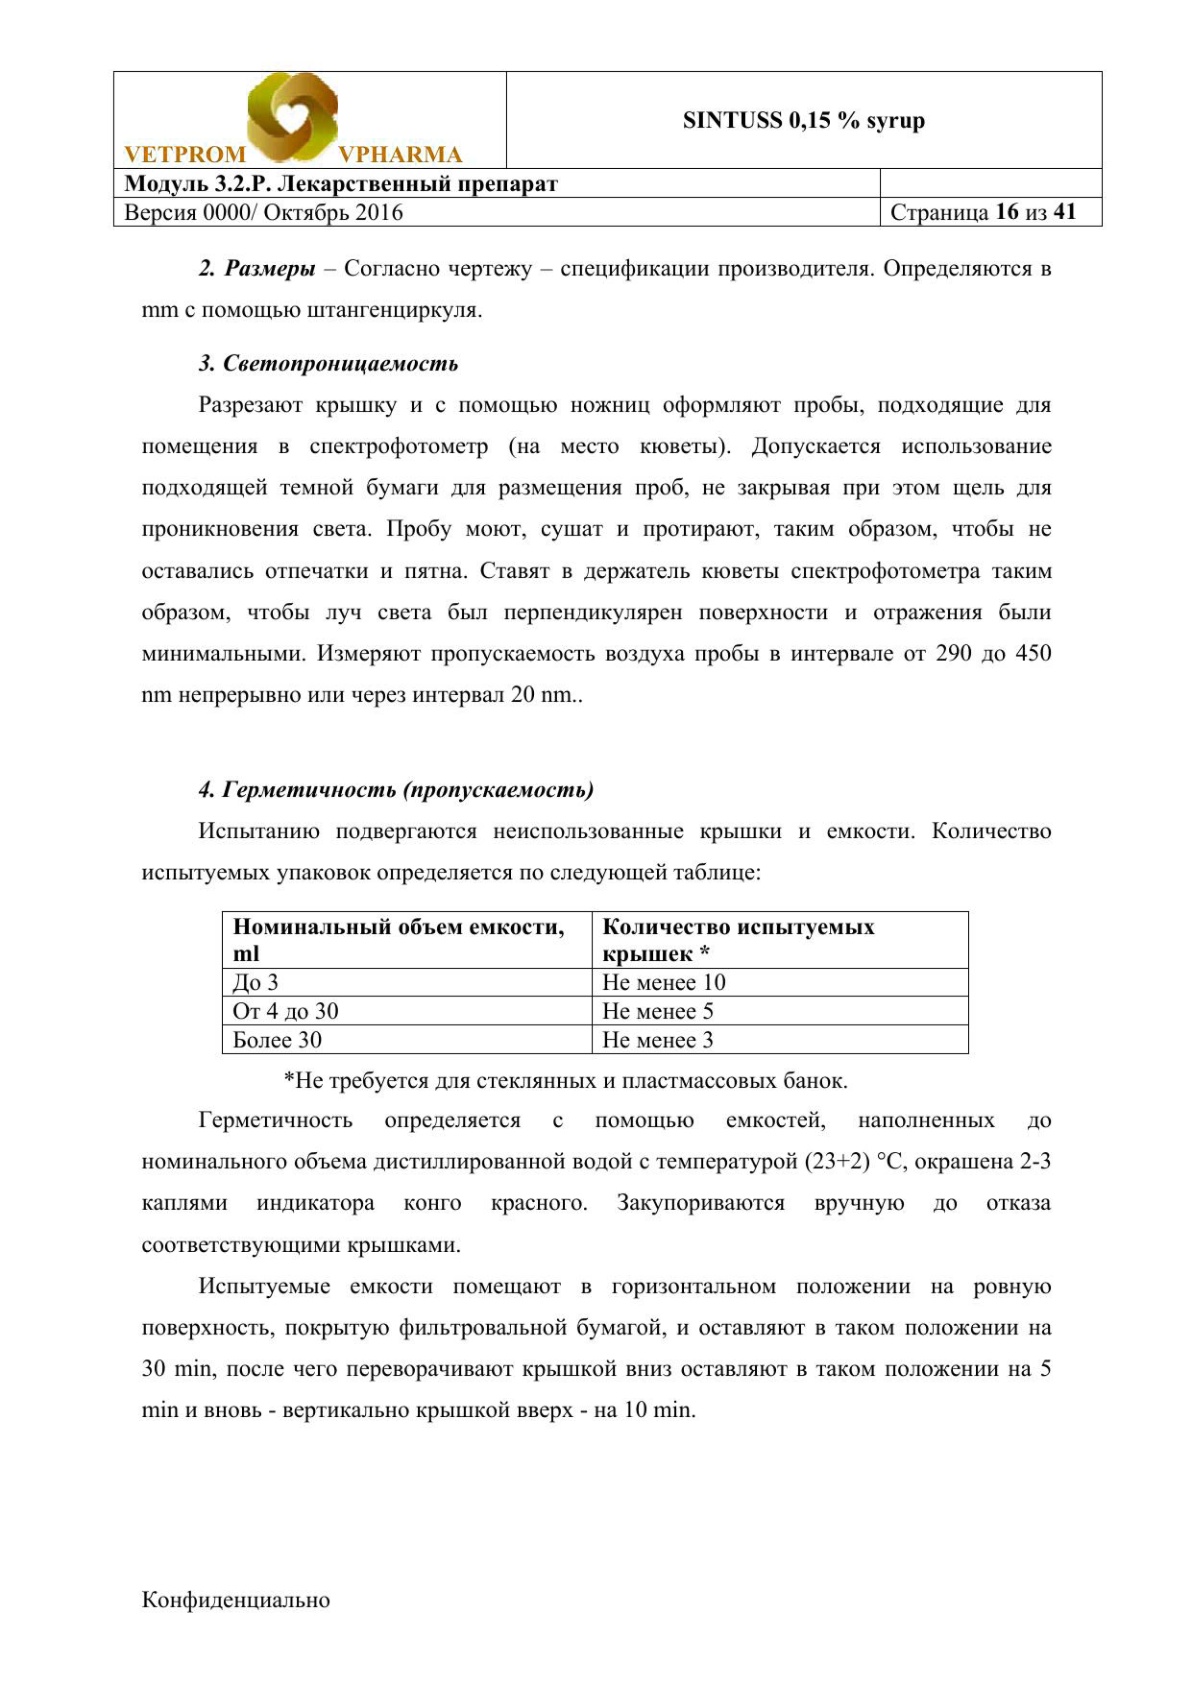 VETPROM VPHARMA
SINTUSS 0,15 % syrup
Модуль 3.2.P. Лекарственный препарат
Версия 0000/ Октябрь 2016
Страница 16 из 41
2. Размеры – Согласно чертежу – спецификации производителя. Определяются в
mm с помощью штангенциркуля.
3. Светопроницаемость
Разрезают крышку и с помощью ножниц оформляют пробы, подходящие для
помещения в спектрофотометр (на место кюветы). Допускается использование
подходящей темной бумаги для размещения проб, не закрывая при этом щель для
проникновения света. Пробу моют, сушат и протирают, таким образом, чтобы не
оставались отпечатки и пятна. Ставят в держатель кюветы спектрофотометра таким
образом, чтобы луч света был перпендикулярен поверхности и отражения были
минимальными. Измеряют пропускаемость воздуха пробы в интервале от 290 до 450
nm непрерывно или через интервал 20 nm..
4. Герметичность (пропускаемость)
Испытанию подвергаются неиспользованные крышки и емкости. Количество
испытуемых упаковок определяется по следующей таблице:
Номинальный объем емкости,
ml
Количество испытуемых
крышек *
До 3
Не менее 10
От 4 до 30
Не менее 5
Более 30
Не менее 3
*Не требуется для стеклянных и пластмассовых банок.
Герметичность определяется с помощью емкостей, наполненных до
номинального объема дистиллированной водой с температурой (23+2) °C, окрашена 2-3
каплями индикатора конго красного. Закупориваются вручную до отказа
соответствующими крышками.
Испытуемые емкости помещают в горизонтальном положении на ровную
поверхность, покрытую фильтровальной бумагой, и оставляют в таком положении на
30 min, после чего переворачивают крышкой вниз оставляют в таком положении на 5
min и вновь - вертикально крышкой вверх - на 10 min.
Конфиденциально